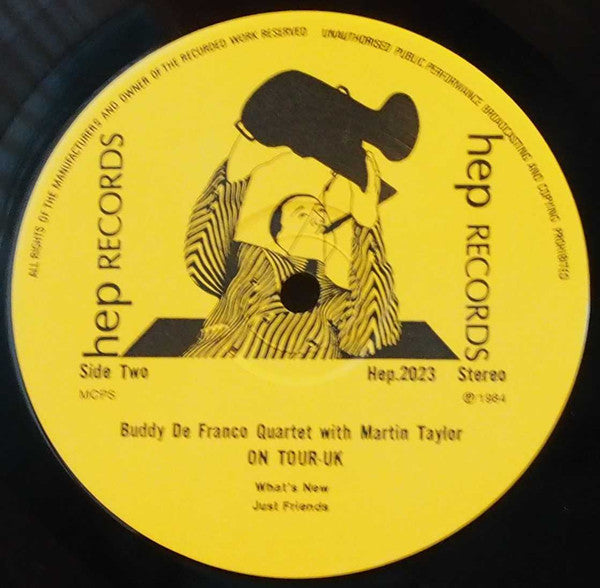 ALL RIGHTS OF THE MANUFACTURERS AND OWNER OF THE RECORDED WORK RESERVED UNAUTHORISED PUBLIC PERFORMANCE BROADCASTING AND COPYING PROHIBITED
hep RECORDS
hep RECORDS
Side Two Hep.2023 Stereo
MCPS ℗ 1984
Buddy De Franco Quartet with Martin Taylor
ON TOUR-UK
What's New
Just Friends